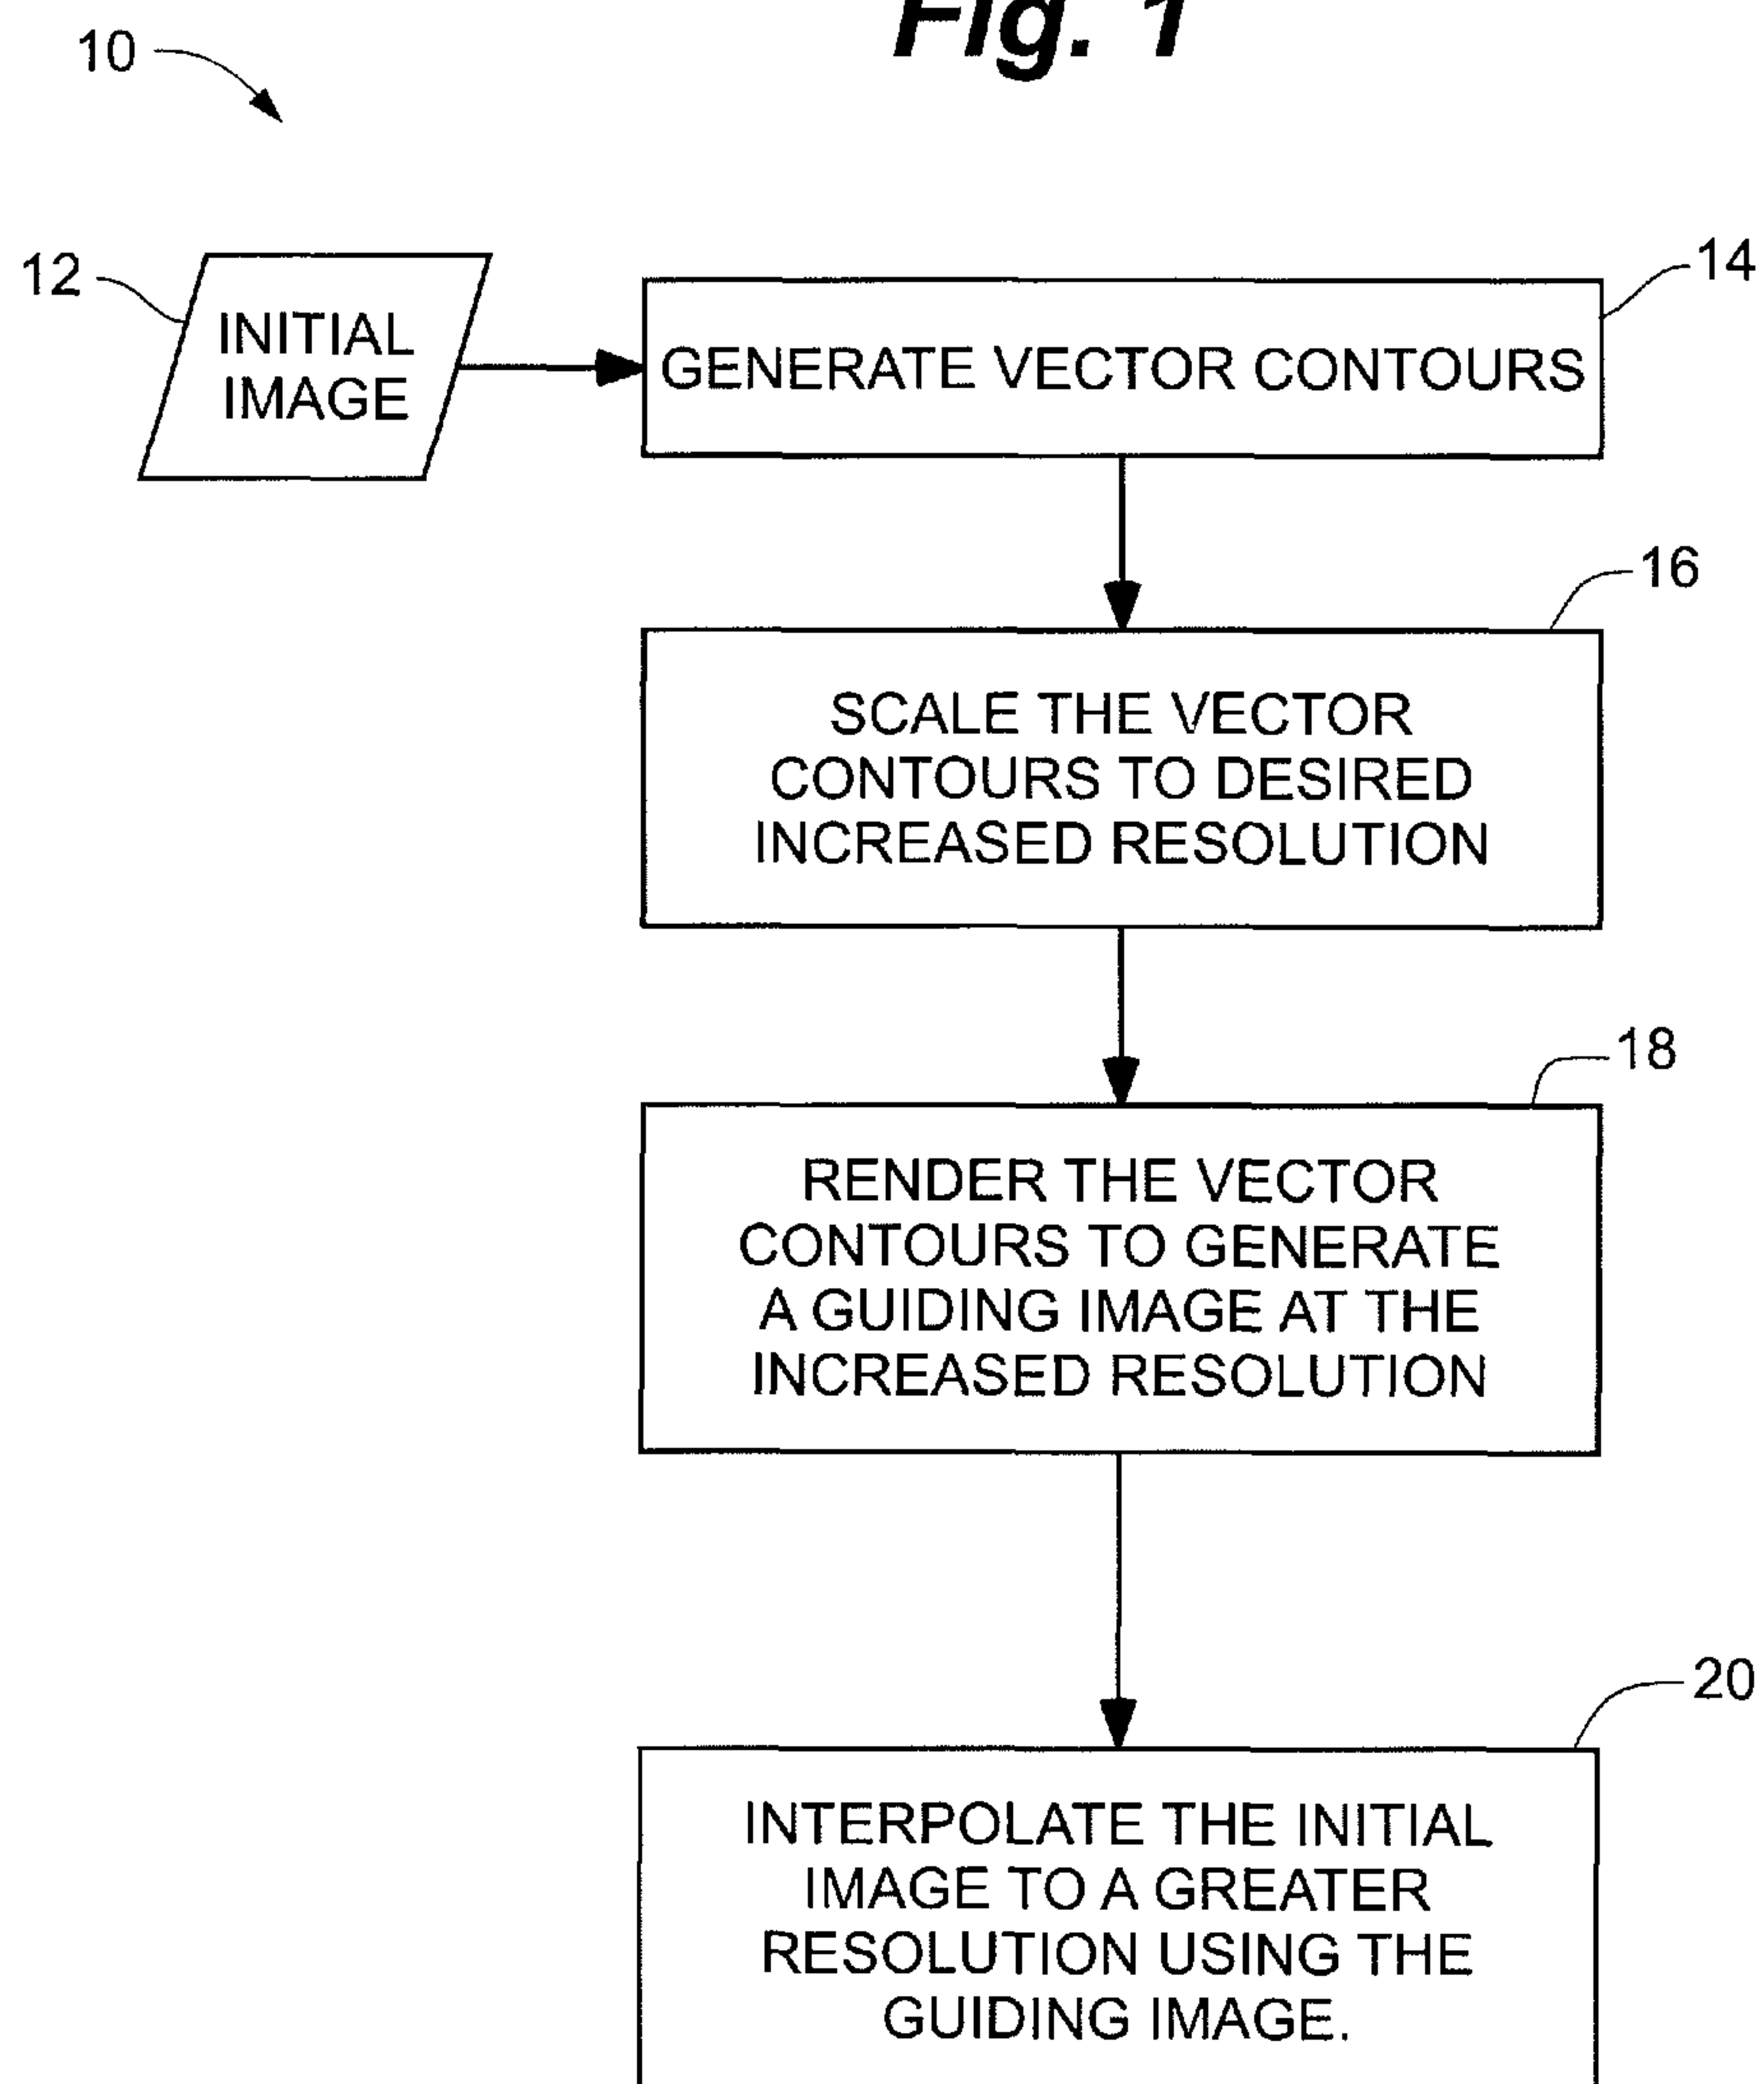 Fig. 1
10
12
INITIAL
IMAGE
14
GENERATE VECTOR CONTOURS
16
SCALE THE VECTOR
CONTOURS TO DESIRED
INCREASED RESOLUTION
18
RENDER THE VECTOR
CONTOURS TO GENERATE
A GUIDING IMAGE AT THE
INCREASED RESOLUTION
20
INTERPOLATE THE INITIAL
IMAGE TO A GREATER
RESOLUTION USING THE
GUIDING IMAGE.